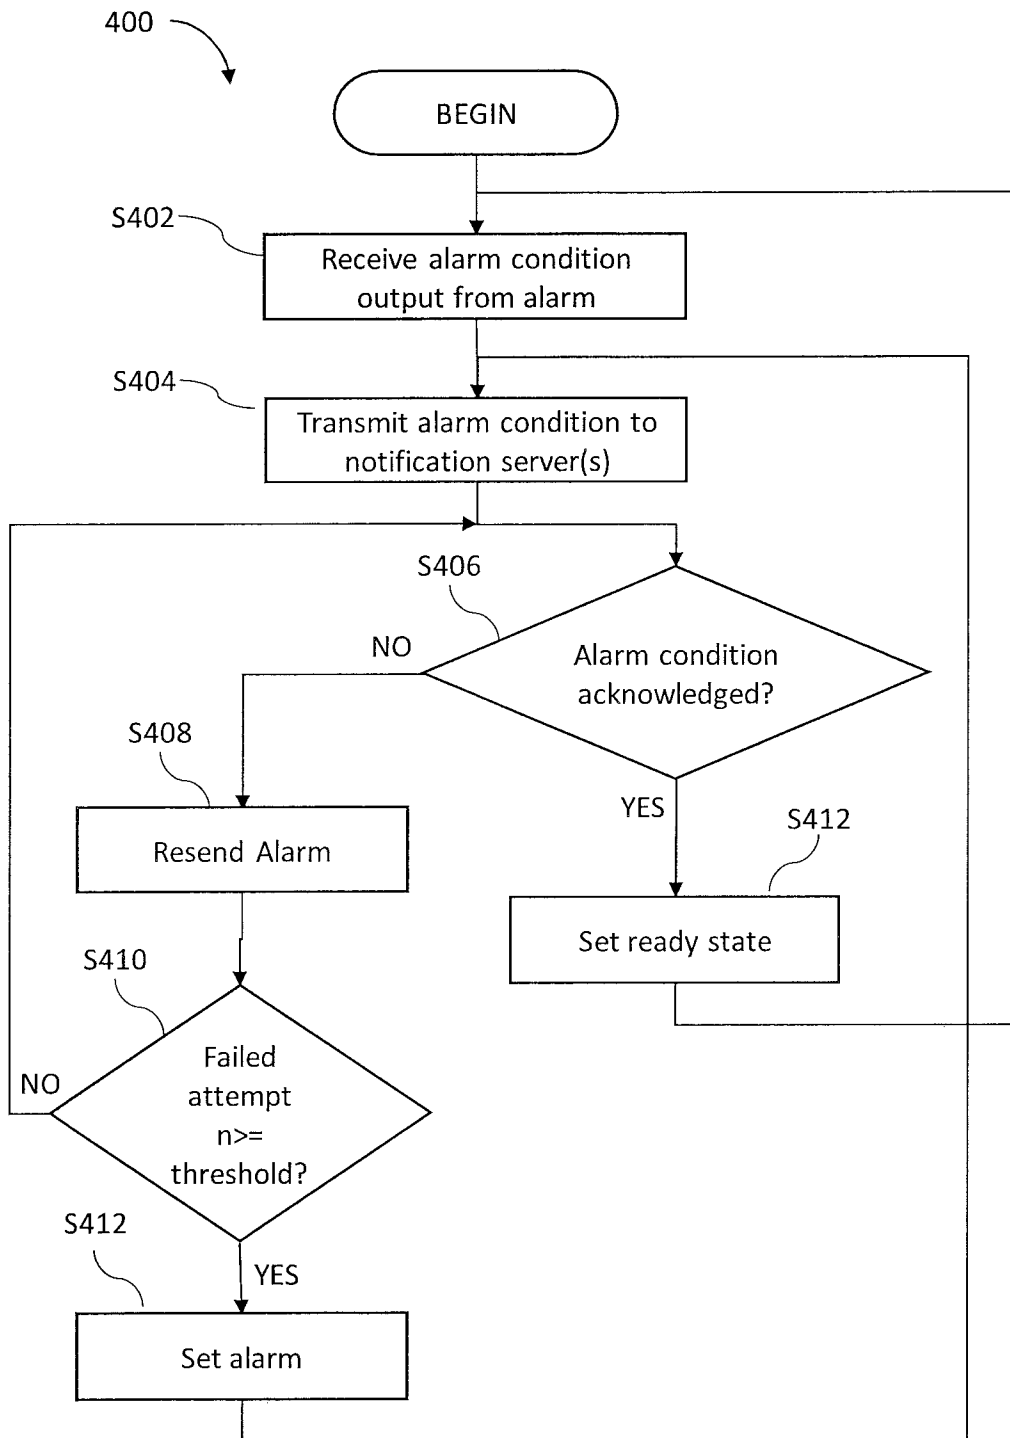 400
BEGIN
S402
Receive alarm condition
output from alarm
S404
Transmit alarm condition to
notification server(s)
S406
NO
Alarm condition
acknowledged?
S408
YES
S412
Resend Alarm
Set ready state
S410
Failed
attempt
n>=
threshold?
NO
S412
YES
Set alarm